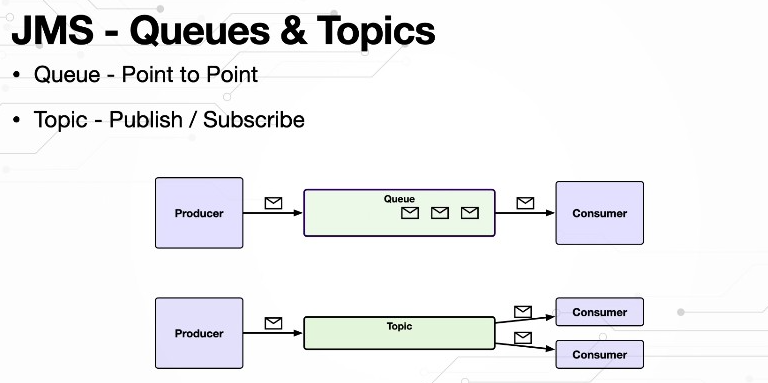 JMS - Queues & Topics
• Queue - Point to Point
• Topic - Publish / Subscribe
Producer
Queue
Consumer
Producer
Topic
Consumer
Consumer